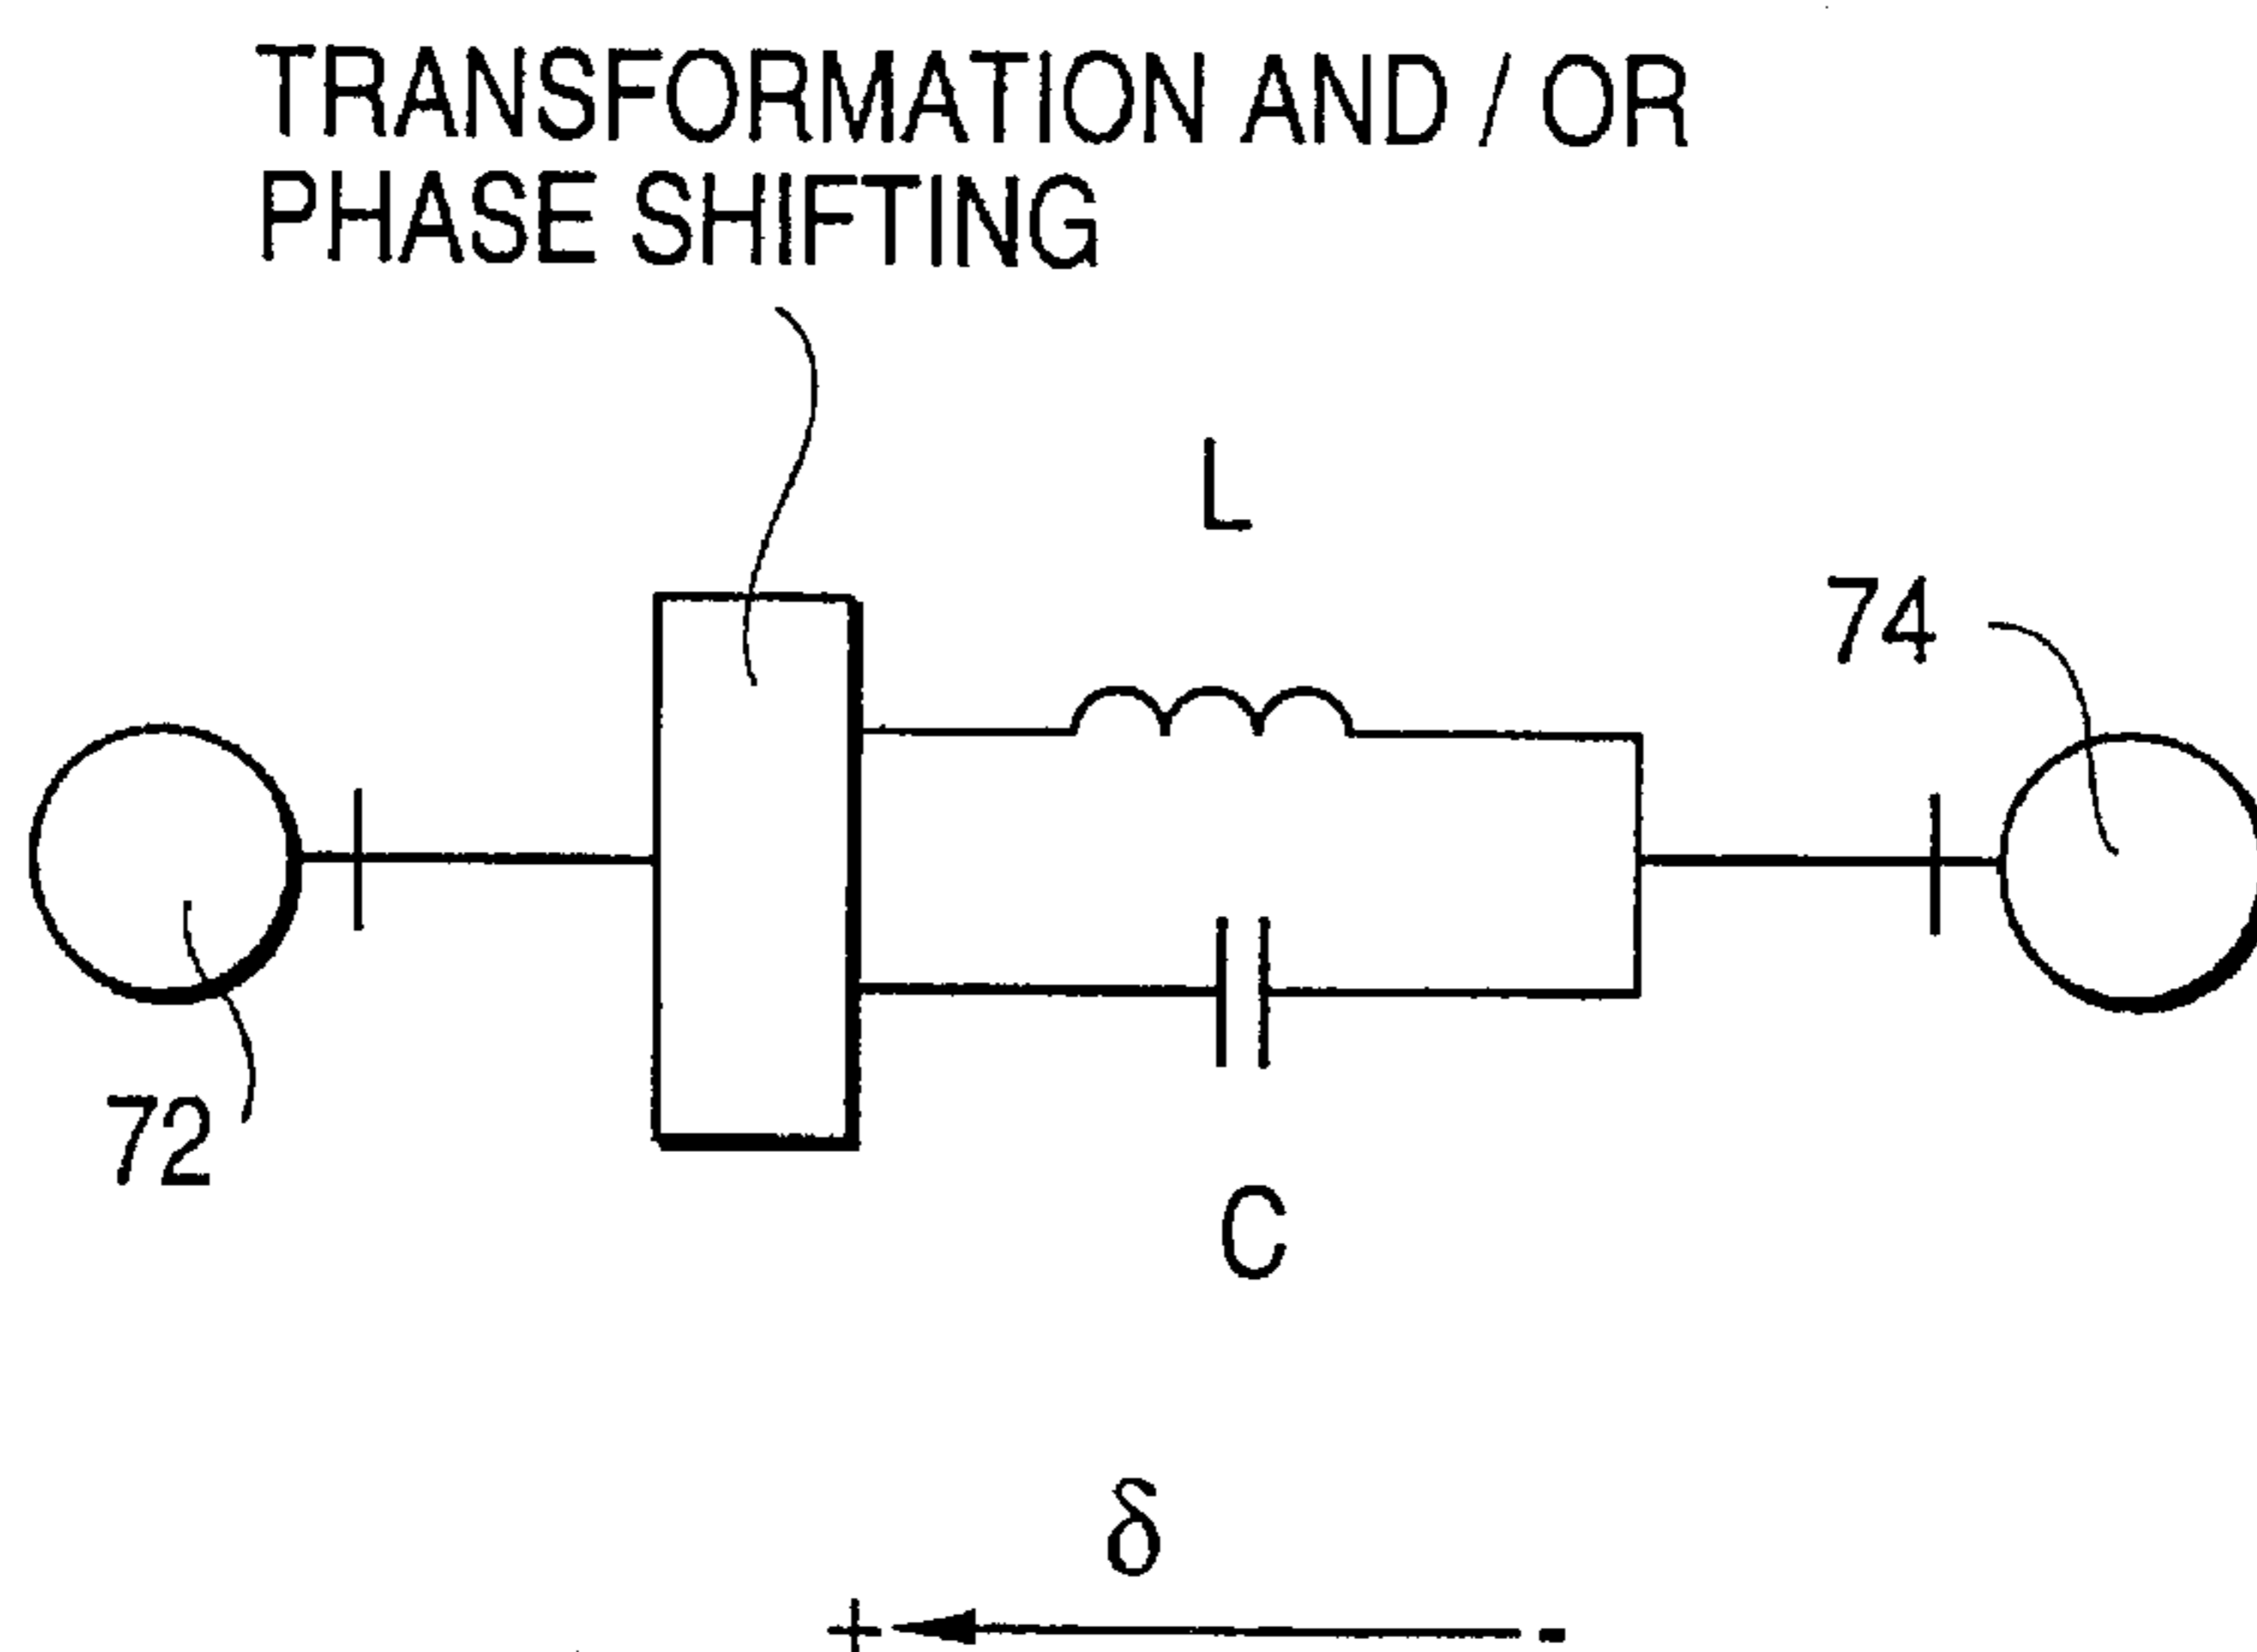 TRANSFORMATION AND / OR
PHASE SHIFTING
L
74
72
C
δ
+ -